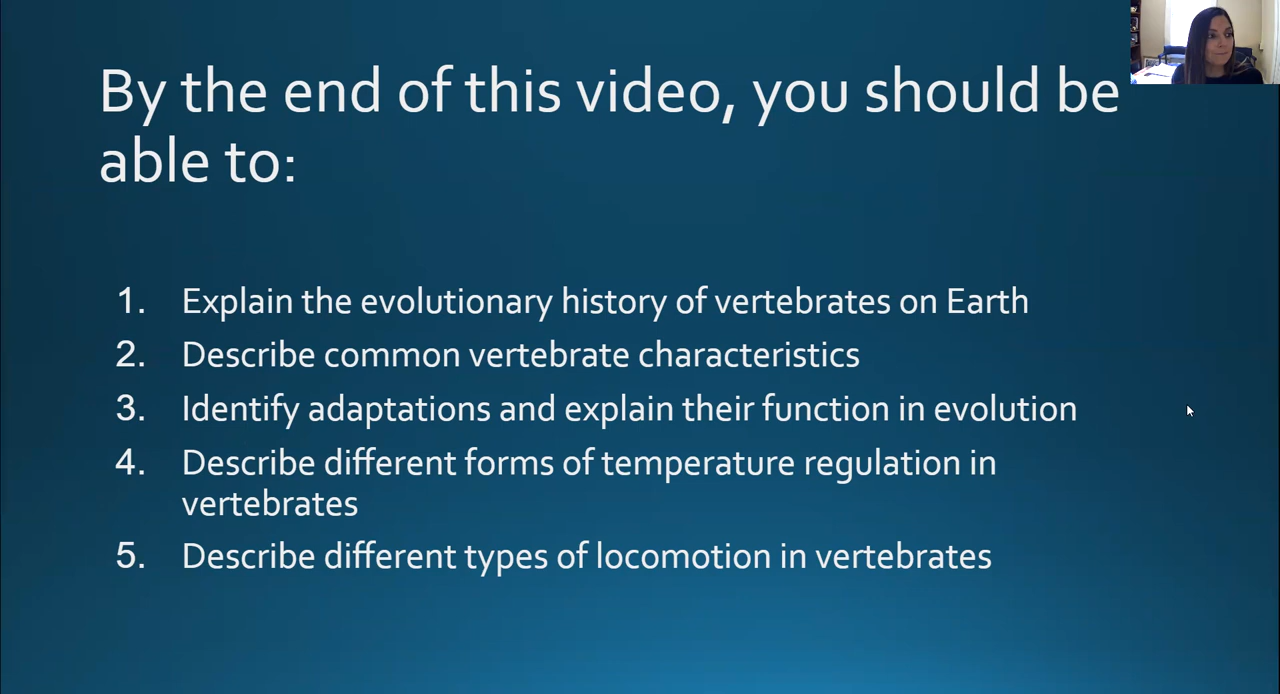 By the end of this video, you should be
able to:
1. Explain the evolutionary history of vertebrates on Earth
2. Describe common vertebrate characteristics
3. Identify adaptations and explain their function in evolution
4. Describe different forms of temperature regulation in
vertebrates
5. Describe different types of locomotion in vertebrates